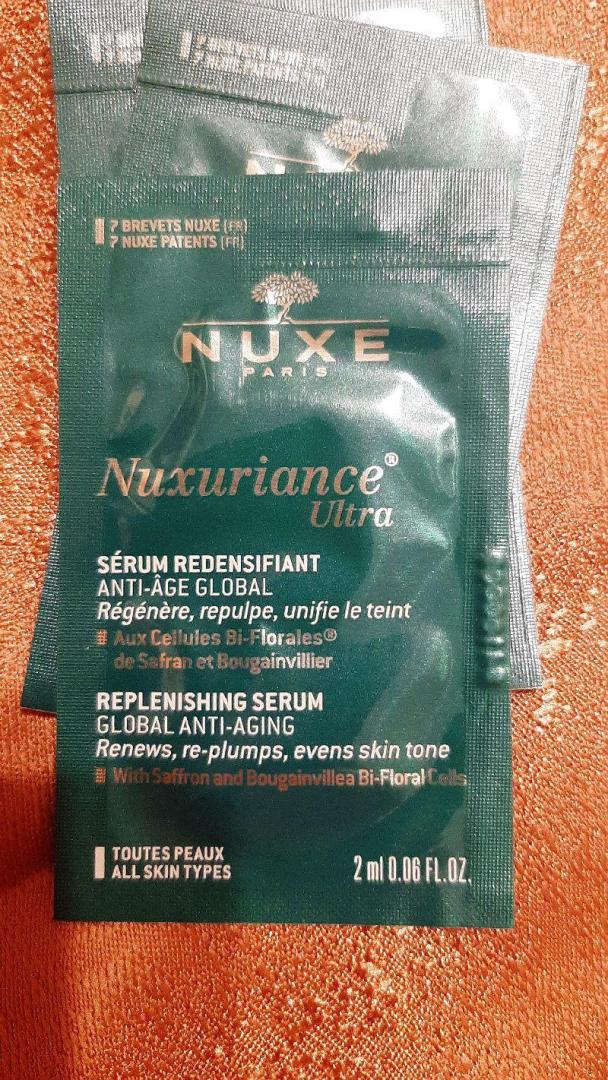 7 BREVETS NUXE (FR)
7 NUXE PATENTS (FR)
NUXE
PARIS
Nuxuriance®
Ultra
SÉRUM REDENSIFIANT
ANTI-ÂGE GLOBAL
Régénère, repulpe, unifie le teint
Aux Cellules Bi-Florales®
de Safran et Bougainvillier
REPLENISHING SERUM
GLOBAL ANTI-AGING
Renews, re-plumps, evens skin tone
With Saffron and Bougainvillea Bi-Floral Cells
TOUTES PEAUX
ALL SKIN TYPES
2 ml 0.06 FL.OZ.